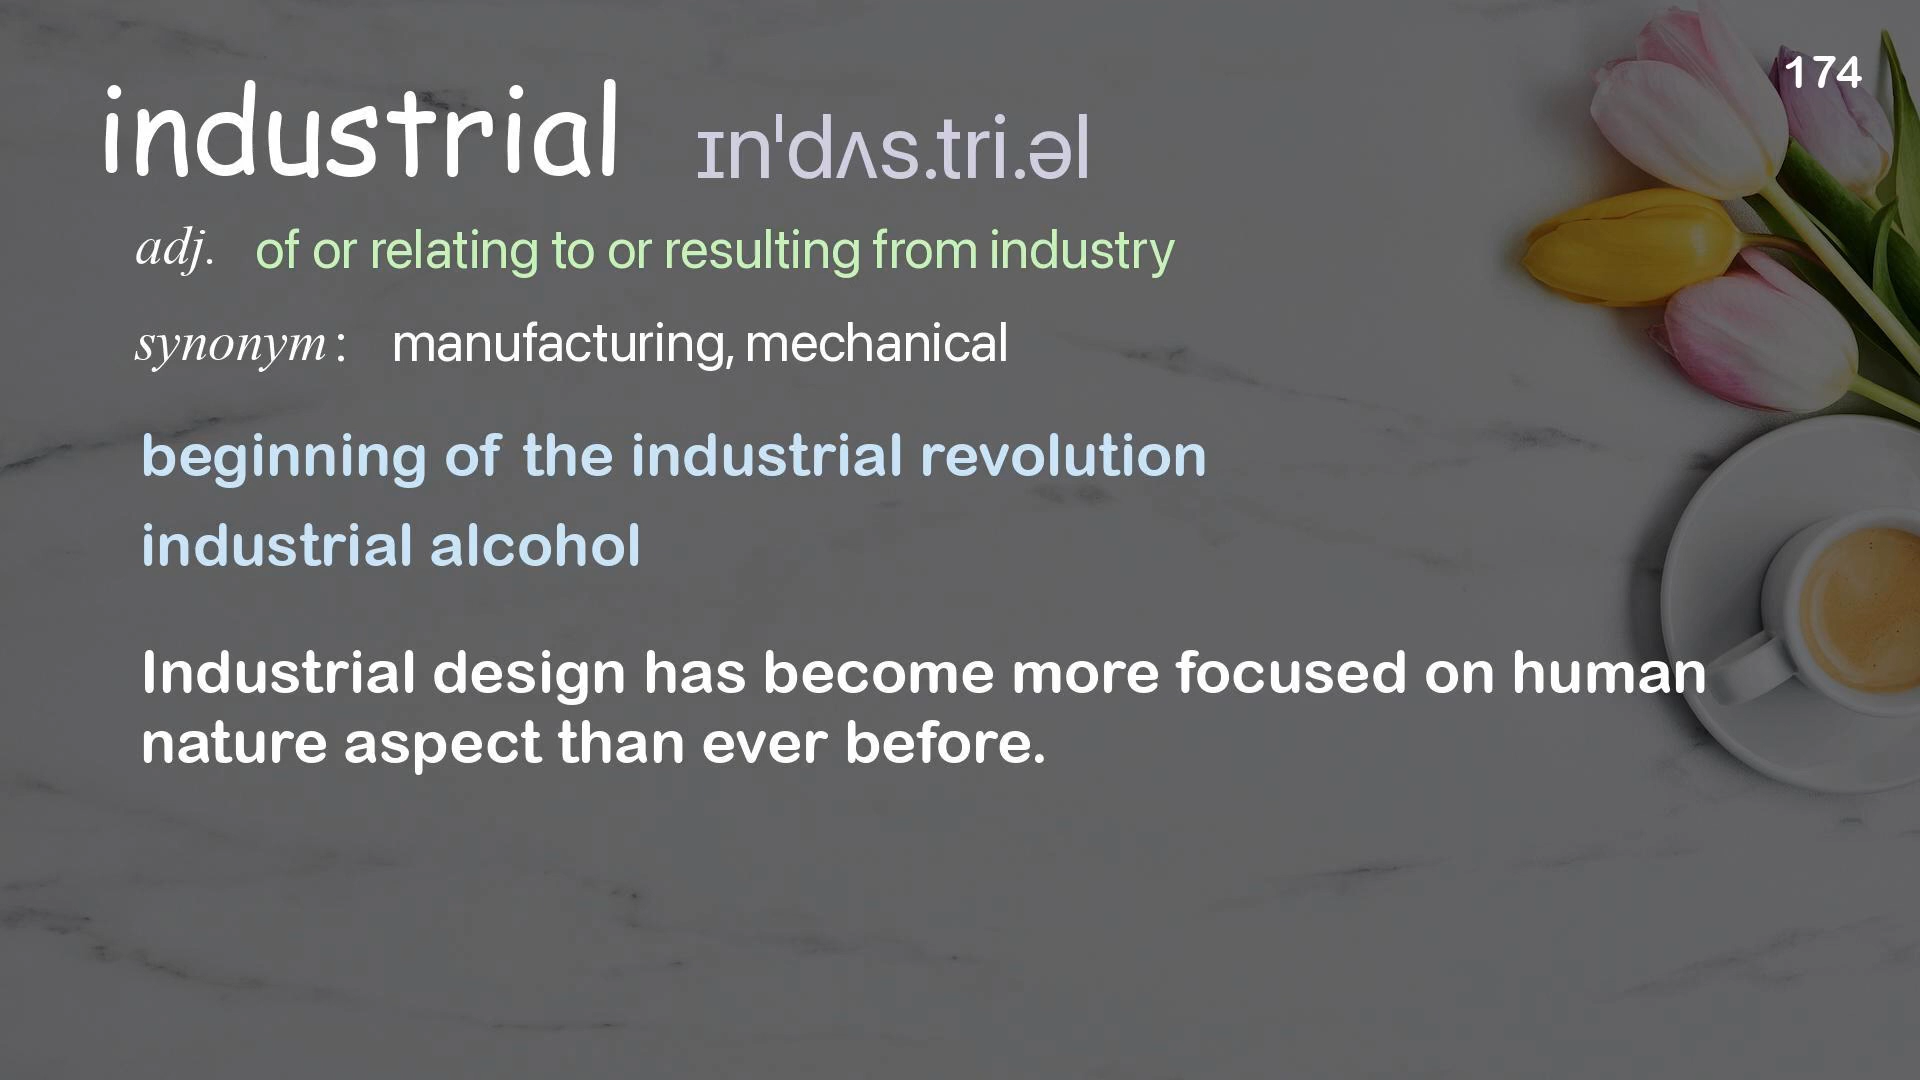 174
industrial ɪnˈdʌs.tri.əl
adj. of or relating to or resulting from industry
synonym: manufacturing, mechanical
beginning of the industrial revolution
industrial alcohol
Industrial design has become more focused on human
nature aspect than ever before.